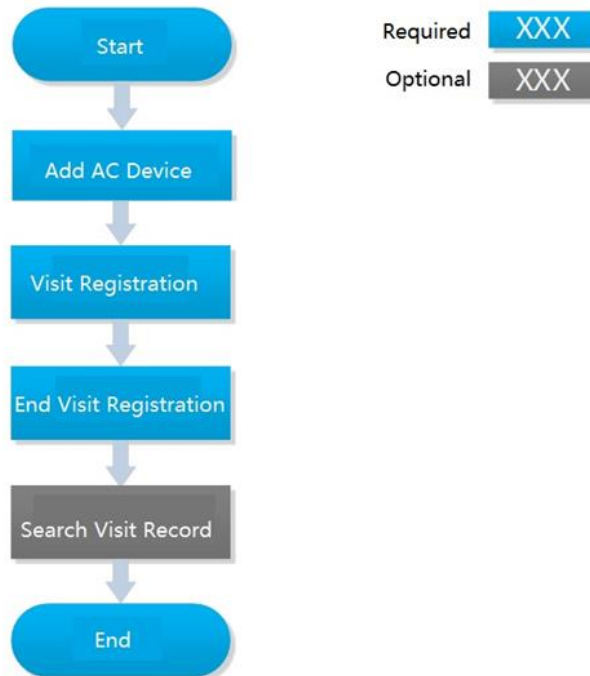 Start
Required XXX
Optional XXX
Add AC Device
Visit Registration
End Visit Registration
Search Visit Record
End